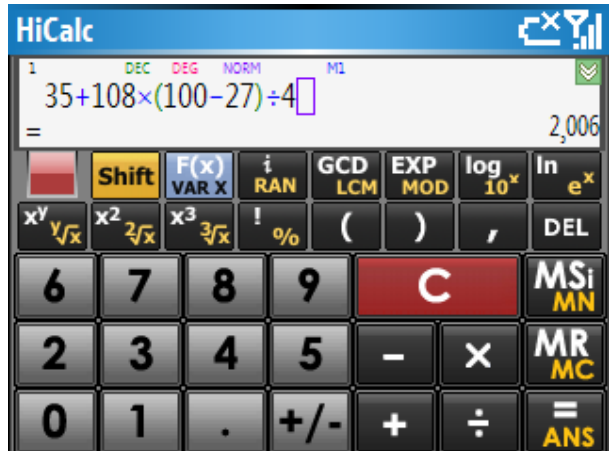 HiCalc
1 DEC DEG NORM M1
35+108×(100−27)÷4
= 2,006
Shift F(x) VAR X i RAN GCD LCM EXP MOD log 10ˣ ln eˣ
xʸ ʸ√x x² ²√x x³ ³√x ! % ( ) , DEL
6 7 8 9 C MSi MN
2 3 4 5 − × MR MC
0 1 . +/- + ÷ = ANS